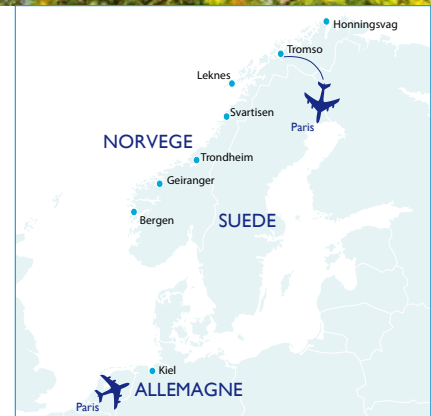 Honningsvag
Tromso
Leknes
Paris
Svartisen
NORVEGE
Trondheim
Geiranger
Bergen
SUEDE
Kiel
ALLEMAGNE
Paris